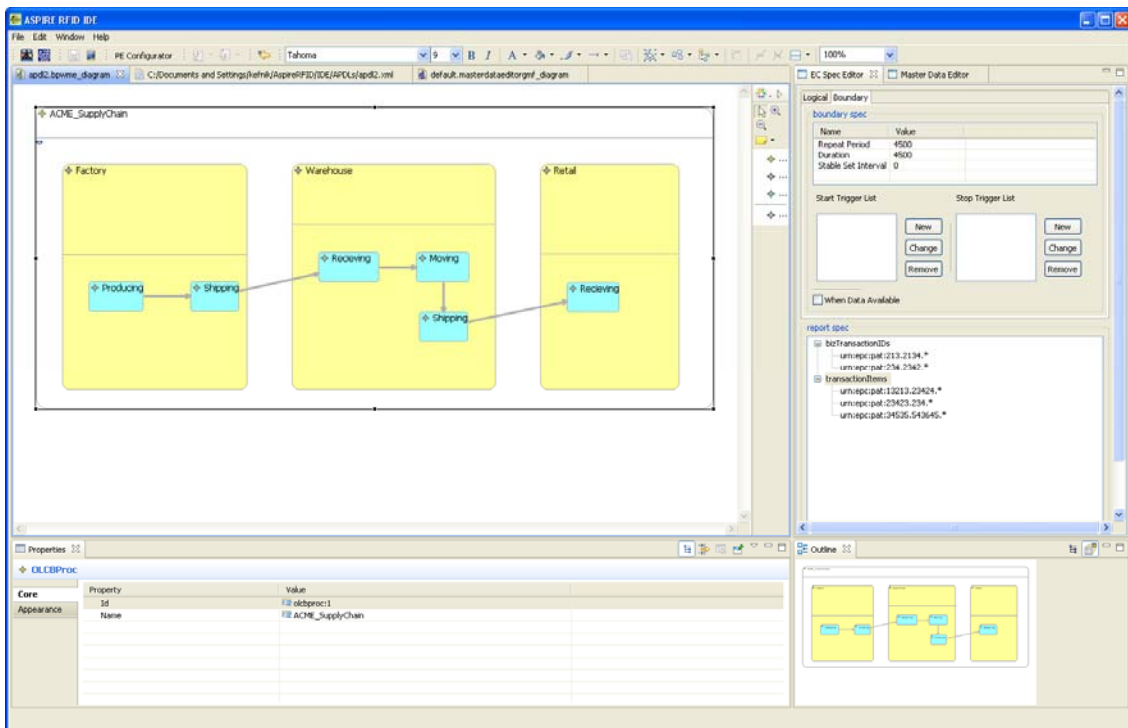 ASPIRE RFID IDE
File Edit Window Help
PE Configurator Tahoma 9 B I A 100%
apdl2.bpwme_diagram C:/Documents and Settings/kefnik/AspireRFID/IDE/APDLs/apdl2.xml default.masterdataeditorgmf_diagram
EC Spec Editor Master Data Editor
ACME_SupplyChain
Factory
Warehouse
Retail
Producing
Shipping
Recieving
Moving
Shipping
Recieving
Logical Boundary
boundary spec
Name Value
Repeat Period 4500
Duration 4500
Stable Set Interval 0
Start Trigger List Stop Trigger List
New New
Change Change
Remove Remove
When Data Available
report spec
bizTransactionIDs
urn:epc:pat:213.2134.*
urn:epc:pat:234.2342.*
transactionItems
urn:epc:pat:13213.23424.*
urn:epc:pat:23423.234.*
urn:epc:pat:34535.543645.*
Properties
OLCBProc
Core
Appearance
Property Value
Id olcbproc:1
Name ACME_SupplyChain
Outline